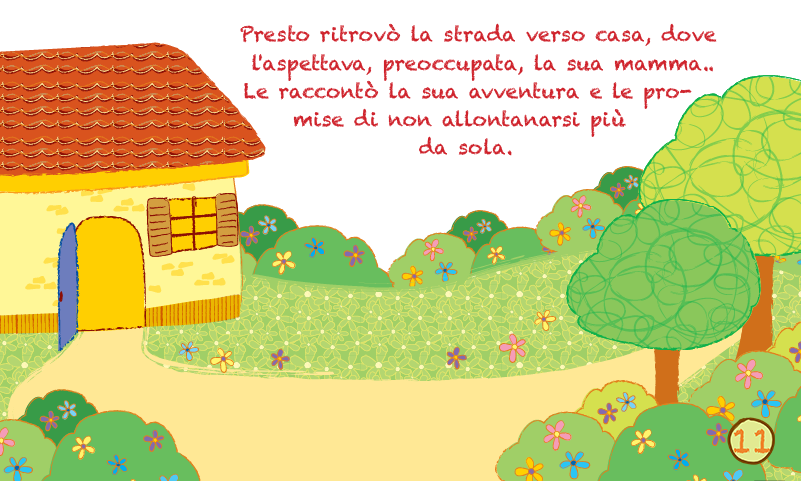 Presto ritrovò la strada verso casa, dove
l'aspettava, preoccupata, la sua mamma..
Le raccontò la sua avventura e le pro-
mise di non allontanarsi più
da sola.
11